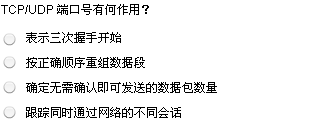 TCP/UDP 端口号有何作用？
表示三次握手开始
按正确顺序重组数据段
确定无需确认即可发送的数据包数量
跟踪同时通过网络的不同会话